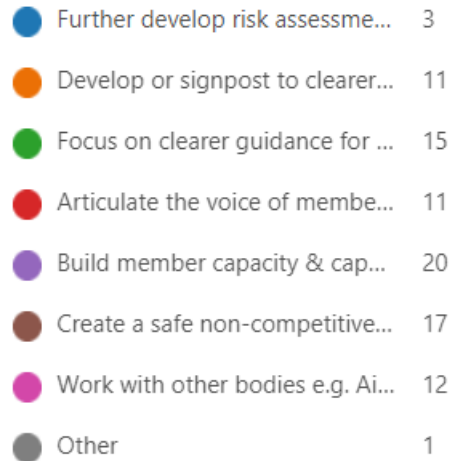 Further develop risk assessme... 3
Develop or signpost to clearer... 11
Focus on clearer guidance for ... 15
Articulate the voice of membe... 11
Build member capacity & cap... 20
Create a safe non-competitive... 17
Work with other bodies e.g. Ai... 12
Other 1